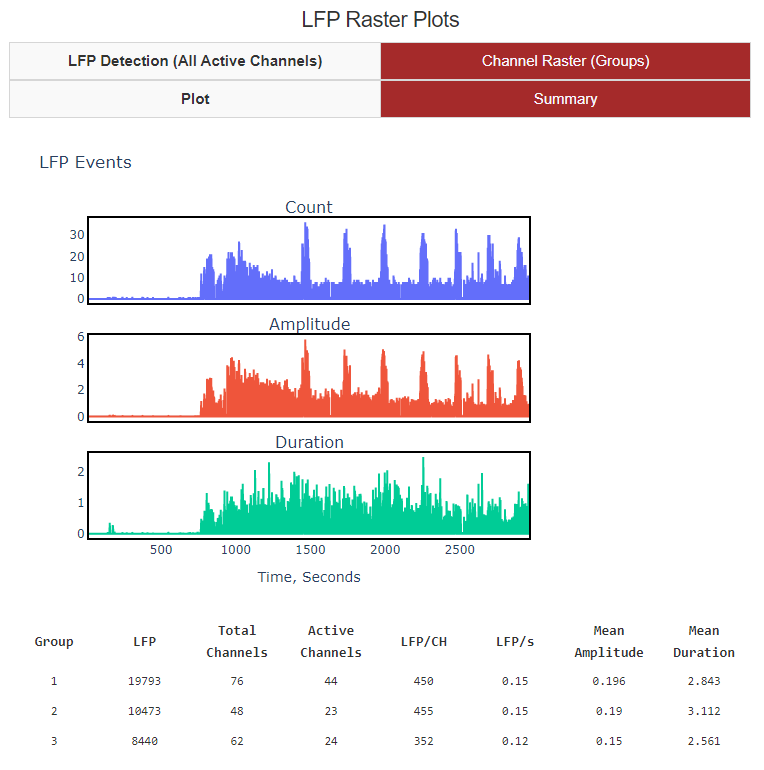 LFP Raster Plots
LFP Detection (All Active Channels) Channel Raster (Groups)
Plot Summary
LFP Events
Count
30
20
10
0
Amplitude
6
4
2
0
Duration
2
1
0
500 1000 1500 2000 2500
Time, Seconds
Group LFP Total Channels Active Channels LFP/CH LFP/s Mean Amplitude Mean Duration
1 19793 76 44 450 0.15 0.196 2.843
2 10473 48 23 455 0.15 0.19 3.112
3 8440 62 24 352 0.12 0.15 2.561